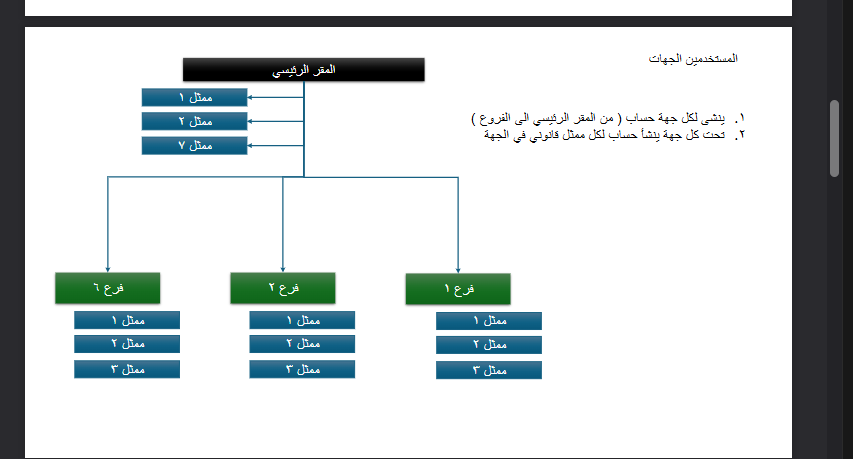 المستخدمين الجهات
١. ينشى لكل جهة حساب ( من المقر الرئيسي الى الفروع )
٢. تحت كل جهة ينشأ حساب لكل ممثل قانوني في الجهة
المقر الرئيسي
ممثل ١
ممثل ٢
ممثل ٧
فرع ١
ممثل ١
ممثل ٢
ممثل ٣
فرع ٢
ممثل ١
ممثل ٢
ممثل ٣
فرع ٦
ممثل ١
ممثل ٢
ممثل ٣